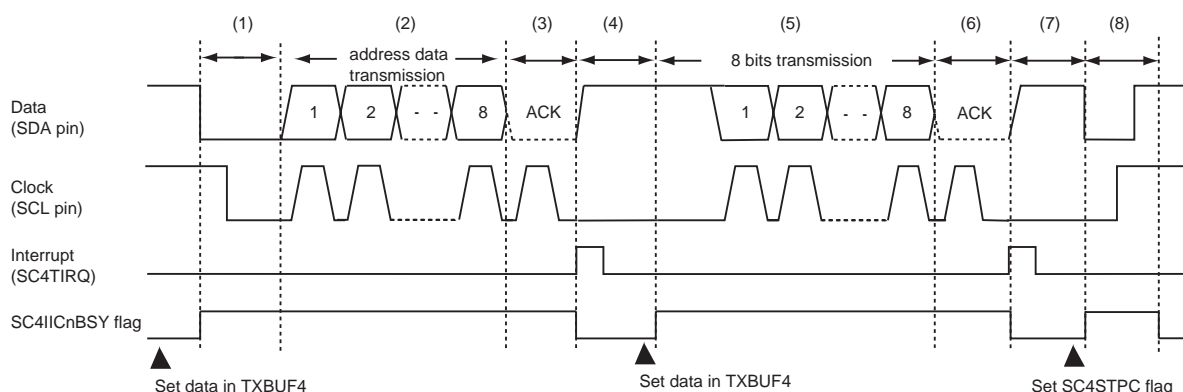 (1) (2) (3) (4) (5) (6) (7) (8)
address data
transmission
8 bits transmission
Data
(SDA pin)
1 2 - - 8 ACK 1 2 - - 8 ACK
Clock
(SCL pin)
Interrupt
(SC4TIRQ)
SC4IICnBSY flag
Set data in TXBUF4 Set data in TXBUF4 Set SC4STPC flag